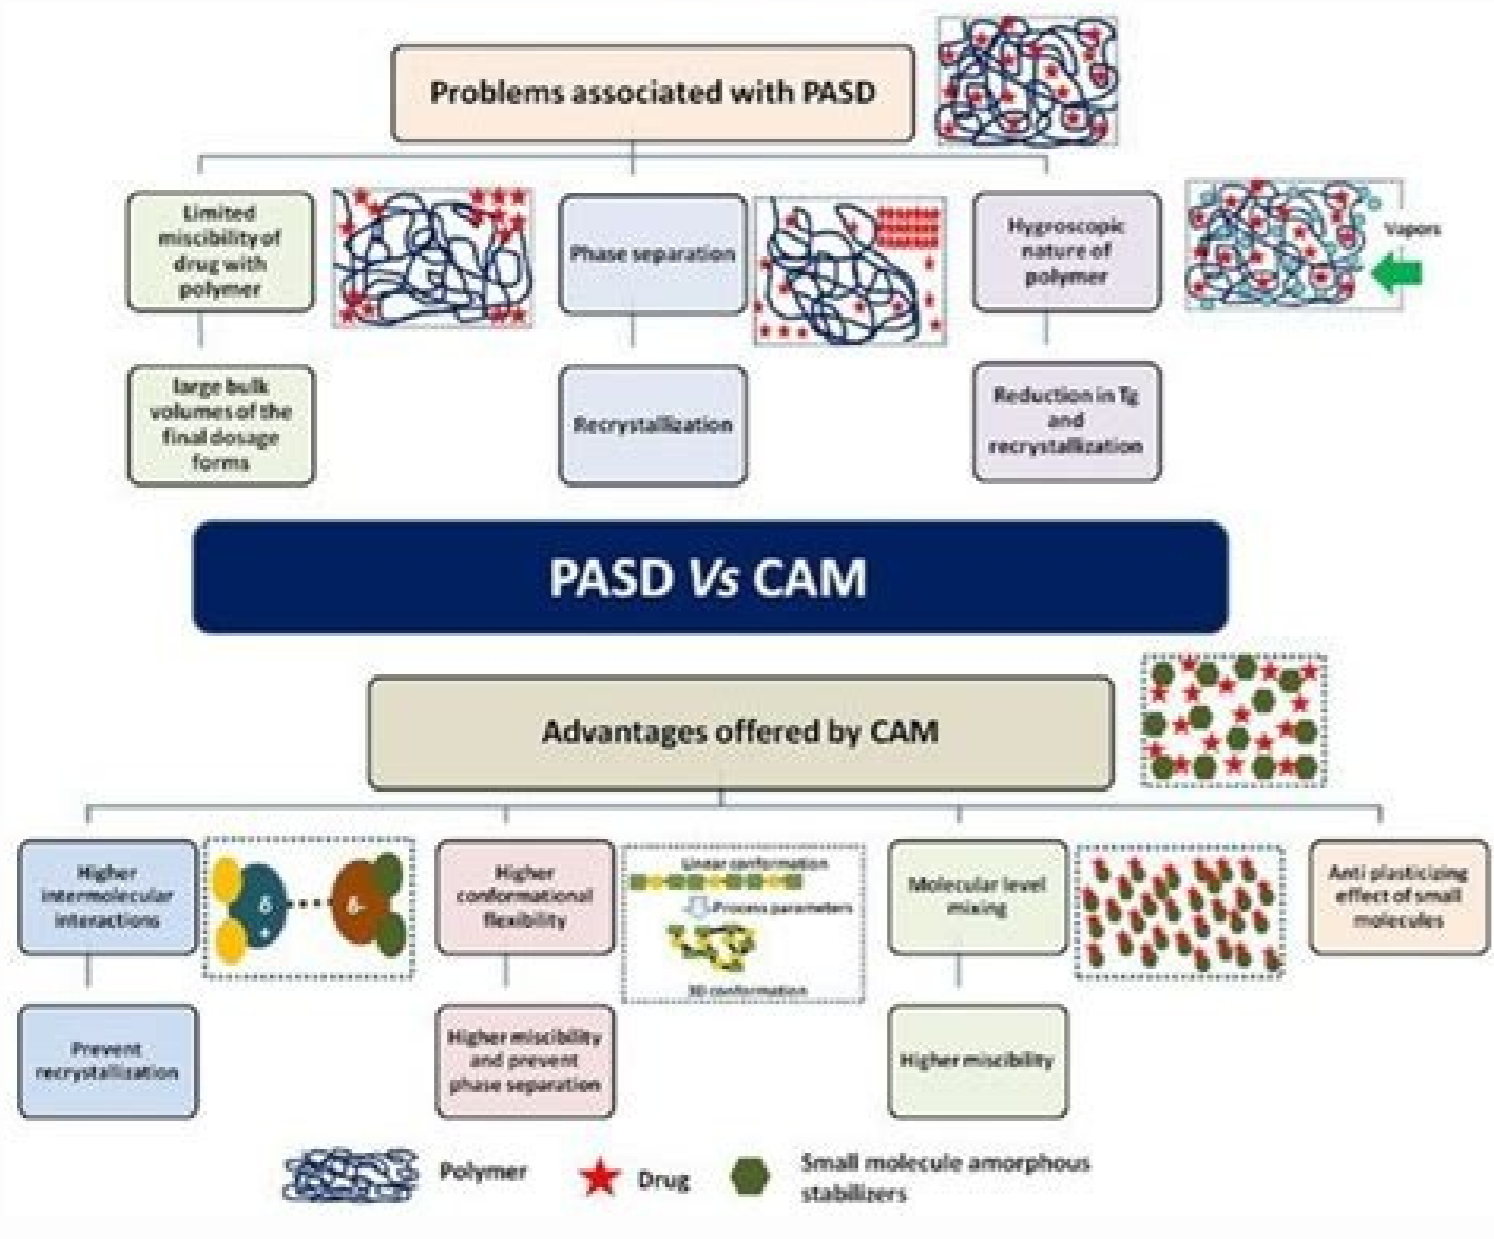 Problems associated with PASD
Limited
miscibility of
drug with
polymer
Phase separation
Hygroscopic
nature of
polymer
Vapors
large bulk
volumes of the
final dosage
forms
Recrystallization
Reduction in Tg
and
recrystallization
PASD Vs CAM
Advantages offered by CAM
Higher
intermolecular
interactions
δ
+
δ-
Higher
conformational
flexibility
Linear conformation
Process parameters
3D conformation
Molecular level
mixing
Anti plasticizing
effect of small
molecules
Prevent
recrystallization
Higher miscibility
and prevent
phase separation
Higher miscibility
Polymer
Drug
Small molecule amorphous
stabilizers